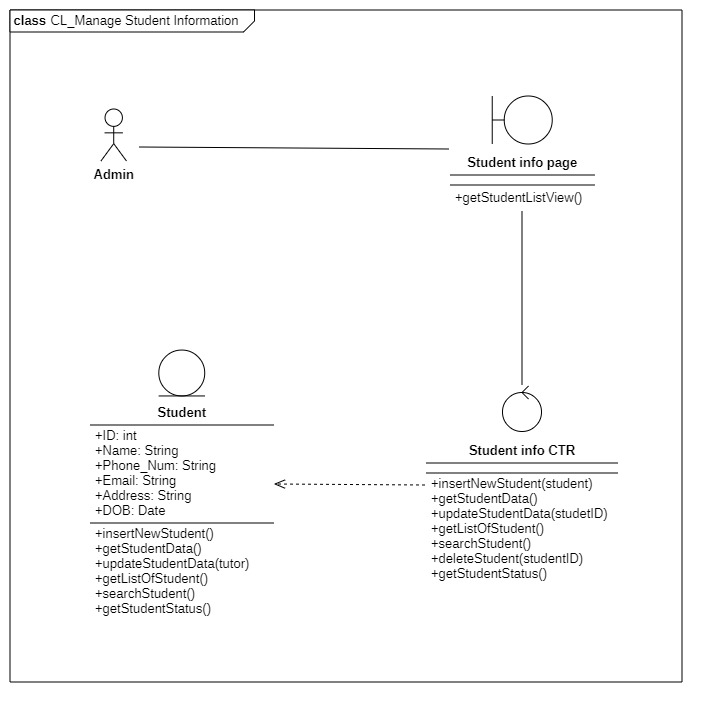 class CL_Manage Student Information
Admin
Student info page
+getStudentListView()
Student
+ID: int
+Name: String
+Phone_Num: String
+Email: String
+Address: String
+DOB: Date
+insertNewStudent()
+getStudentData()
+updateStudentData(tutor)
+getListOfStudent()
+searchStudent()
+getStudentStatus()
Student info CTR
+insertNewStudent(student)
+getStudentData()
+updateStudentData(studetID)
+getListOfStudent()
+searchStudent()
+deleteStudent(studentID)
+getStudentStatus()